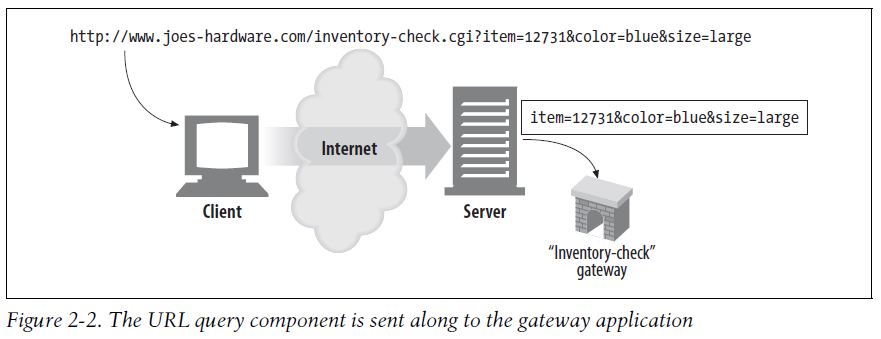 http://www.joes-hardware.com/inventory-check.cgi?item=12731&color=blue&size=large
item=12731&color=blue&size=large
Internet
Client
Server
“Inventory-check”
gateway
Figure 2-2. The URL query component is sent along to the gateway application